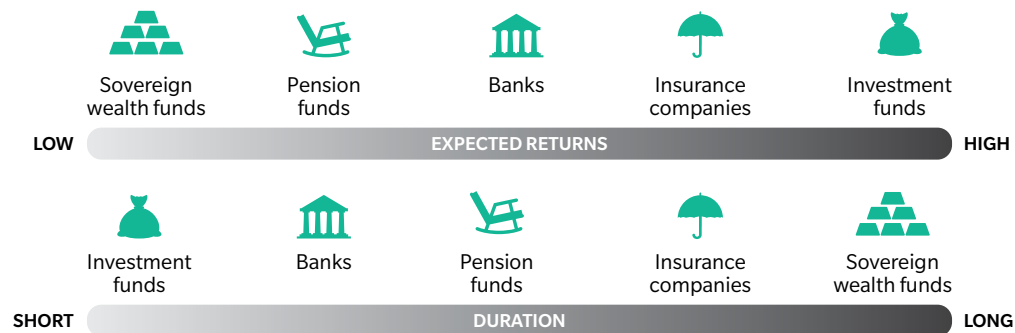 Sovereign
wealth funds
Pension
funds
Banks
Insurance
companies
Investment
funds
LOW
EXPECTED RETURNS
HIGH
Investment
funds
Banks
Pension
funds
Insurance
companies
Sovereign
wealth funds
SHORT
DURATION
LONG